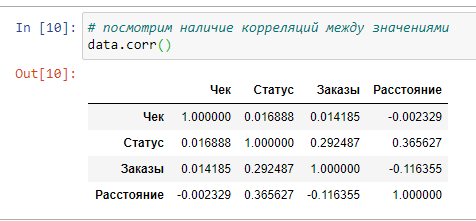 In [10]: # посмотрим наличие корреляций между значениями
data.corr()
Out[10]:
Чек Статус Заказы Расстояние
Чек 1.000000 0.016888 0.014185 -0.002329
Статус 0.016888 1.000000 0.292487 0.365627
Заказы 0.014185 0.292487 1.000000 -0.116355
Расстояние -0.002329 0.365627 -0.116355 1.000000